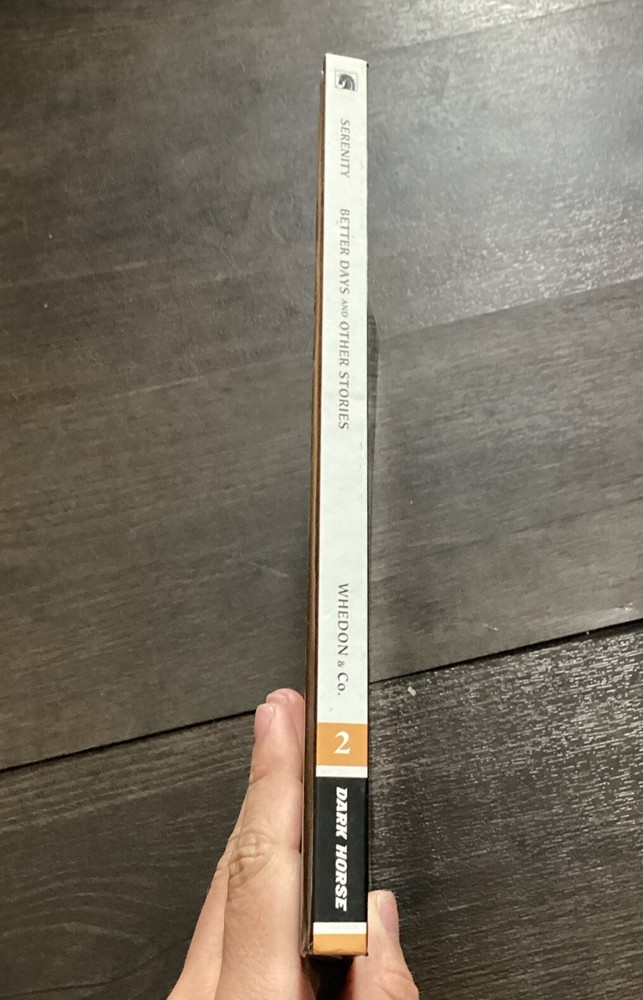 SERENITY
BETTER DAYS AND OTHER STORIES
WHEDON & Co.
2
DARK HORSE